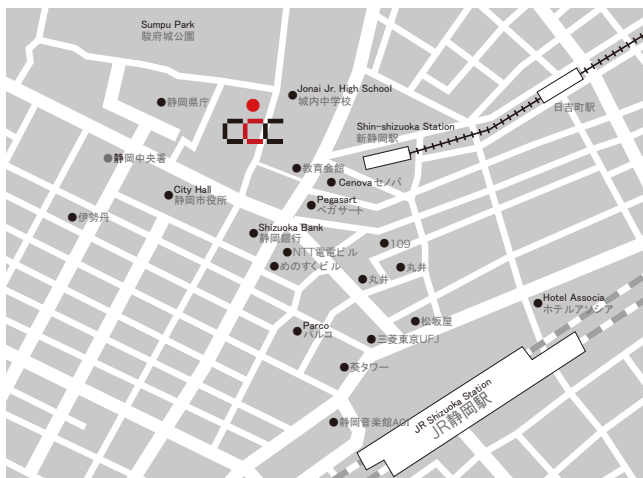 Sumpu Park
駿府城公園
Jonai Jr. High School
城内中学校
静岡県庁
CCC
日吉町駅
Shin-shizuoka Station
新静岡駅
静岡中央署
教育会館
Cenova セノバ
City Hall
静岡市役所
Pegasart
ペガサート
伊勢丹
Shizuoka Bank
静岡銀行
109
NTT電電ビル
めのすくビル
丸井
丸井
Hotel Associa
ホテルアソシア
Parco
パルコ
松坂屋
三菱東京UFJ
葵タワー
JR Shizuoka Station
JR静岡駅
静岡音楽館AOI